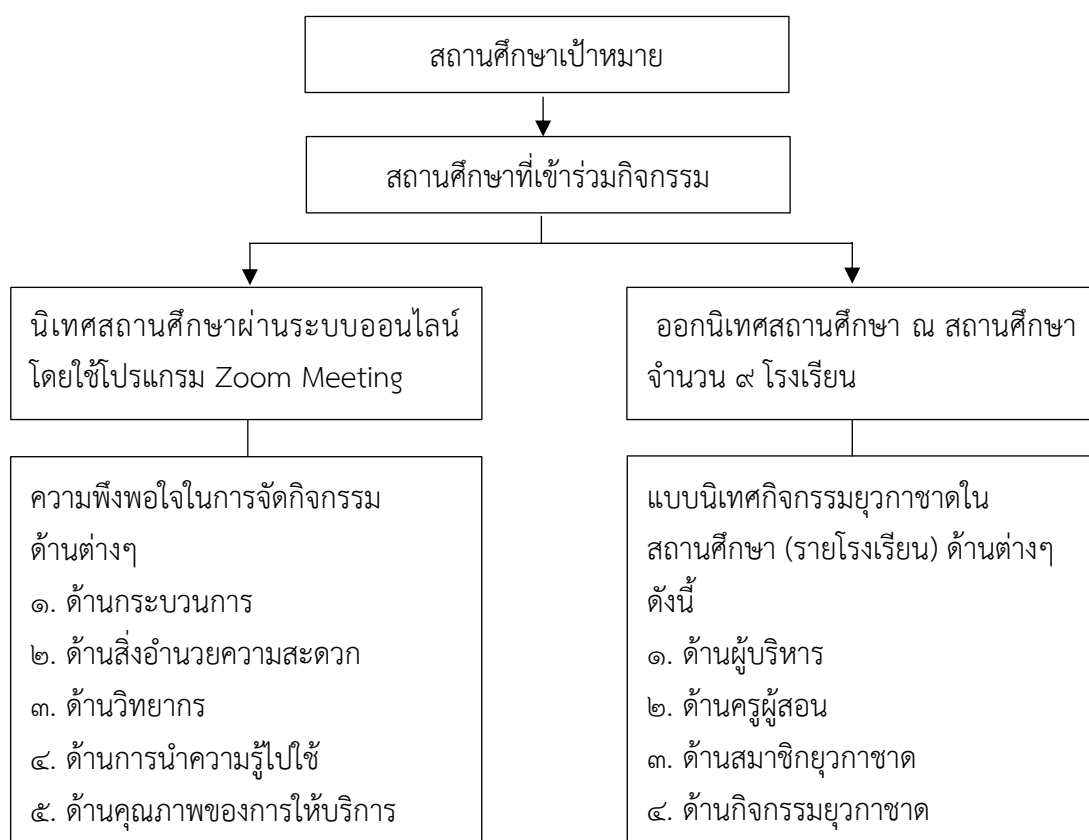 สถานศึกษาเป้าหมาย
สถานศึกษาที่เข้าร่วมกิจกรรม
นิเทศสถานศึกษาผ่านระบบออนไลน์
โดยใช้โปรแกรม Zoom Meeting
ออกนิเทศสถานศึกษา ณ สถานศึกษา
จำนวน ๙ โรงเรียน
ความพึงพอใจในการจัดกิจกรรม
ด้านต่างๆ
๑. ด้านกระบวนการ
๒. ด้านสิ่งอำนวยความสะดวก
๓. ด้านวิทยากร
๔. ด้านการนำความรู้ไปใช้
๕. ด้านคุณภาพของการให้บริการ
แบบนิเทศกิจกรรมยุวกาชาดใน
สถานศึกษา (รายโรงเรียน) ด้านต่างๆ
ดังนี้
๑. ด้านผู้บริหาร
๒. ด้านครูผู้สอน
๓. ด้านสมาชิกยุวกาชาด
๔. ด้านกิจกรรมยุวกาชาด